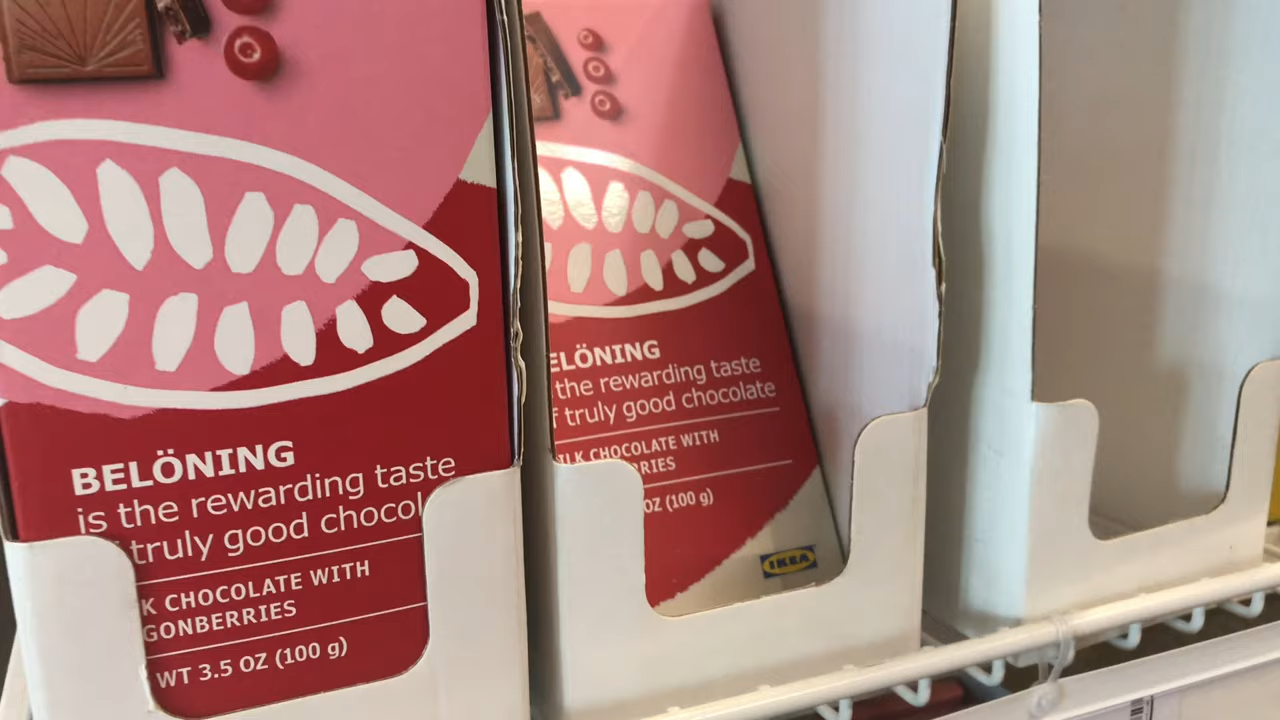 BELÖNING
is the rewarding taste
truly good chocol
K CHOCOLATE WITH
GONBERRIES
WT 3.5 OZ (100 g)
ELÖNING
the rewarding taste
f truly good chocolate
ILK CHOCOLATE WITH
RRIES
OZ (100 g)
IKEA